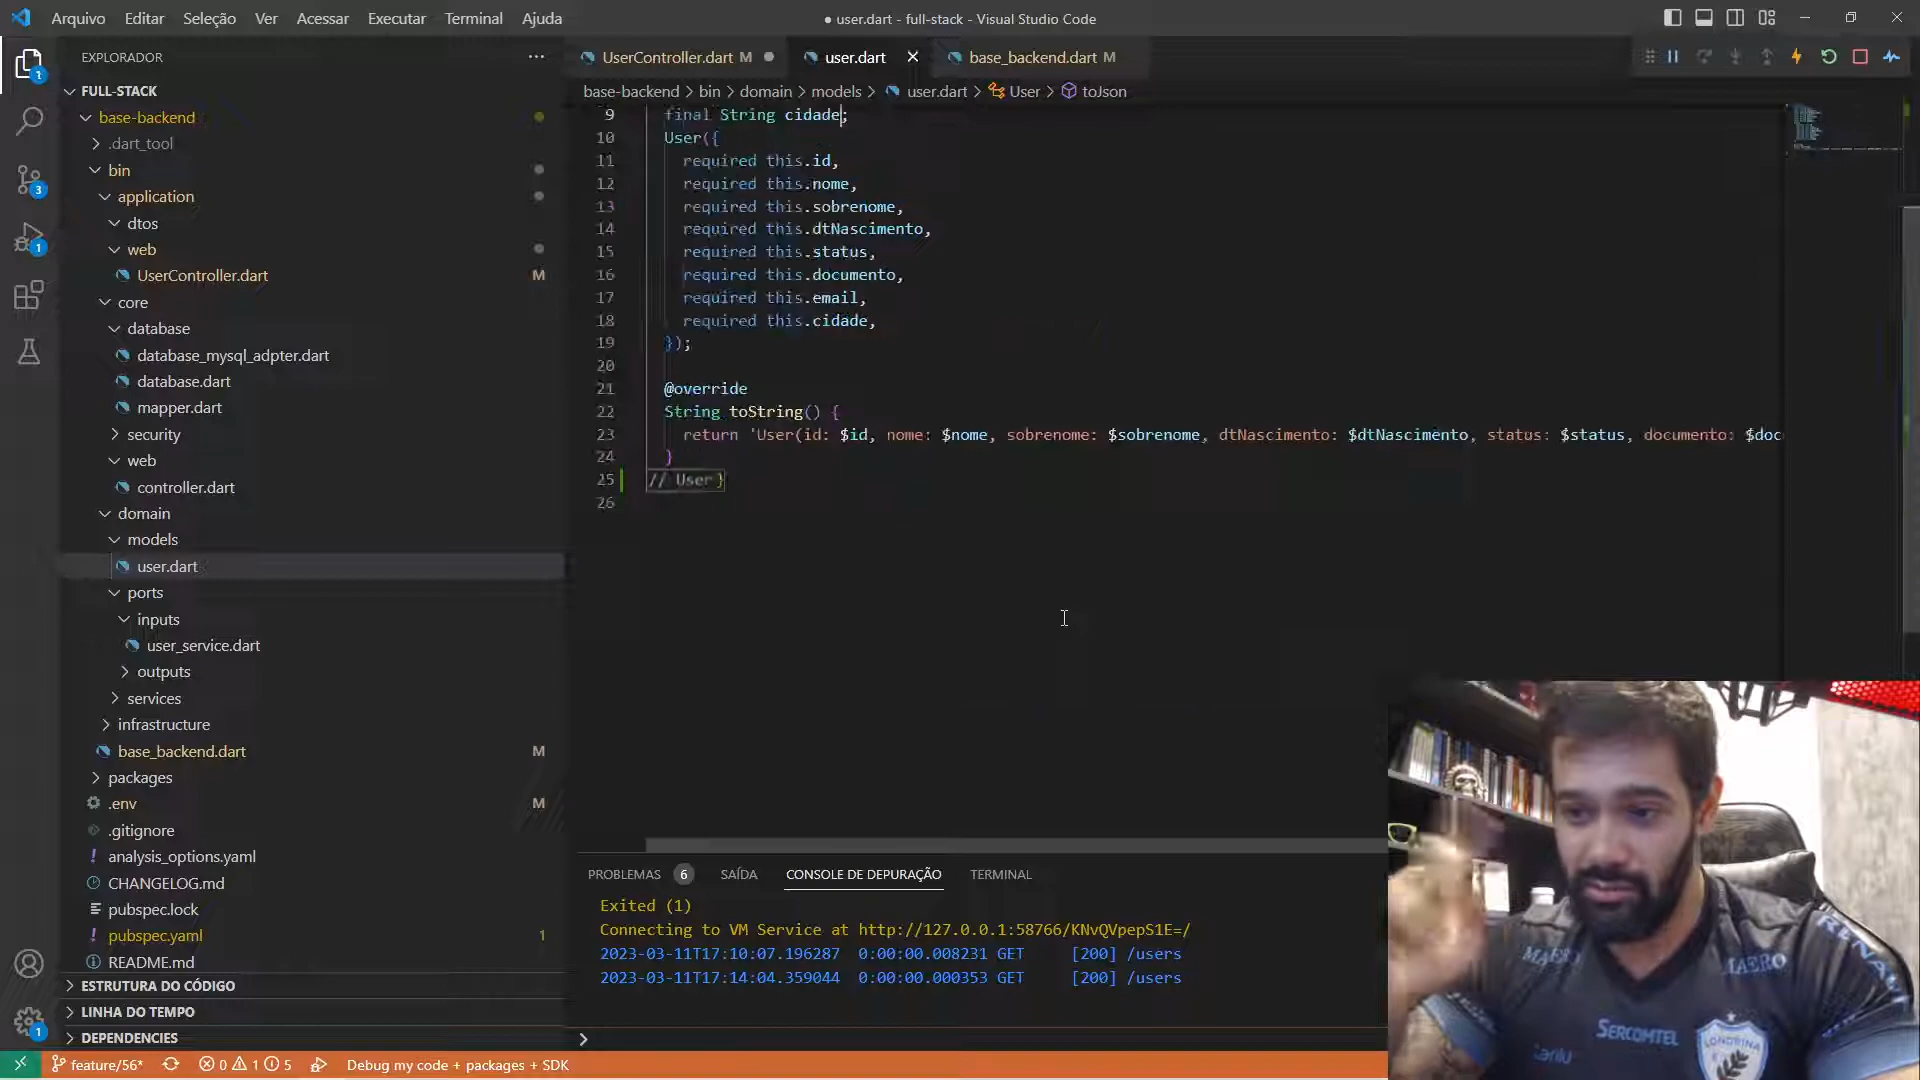 Arquivo Editar Seleção Ver Acessar Executar Terminal Ajuda
● user.dart - full-stack - Visual Studio Code
EXPLORADOR
FULL-STACK
base-backend
.dart_tool
bin
application
dtos
web
UserController.dart M
core
database
database_mysql_adpter.dart
database.dart
mapper.dart
security
web
controller.dart
domain
models
user.dart
ports
inputs
user_service.dart
outputs
services
infrastructure
base_backend.dart M
packages
.env M
.gitignore
! analysis_options.yaml
CHANGELOG.md
pubspec.lock
! pubspec.yaml 1
README.md
ESTRUTURA DO CÓDIGO
LINHA DO TEMPO
DEPENDENCIES
1
3
1
1
UserController.dart M
user.dart
base_backend.dart M
base-backend > bin > domain > models > user.dart > User > toJson
9 final String cidade;
10 User({
11 required this.id,
12 required this.nome,
13 required this.sobrenome,
14 required this.dtNascimento,
15 required this.status,
16 required this.documento,
17 required this.email,
18 required this.cidade,
19 });
20
21 @override
22 String toString() {
23 return 'User(id: $id, nome: $nome, sobrenome: $sobrenome, dtNascimento: $dtNascimento, status: $status, documento: $doc
24 }
25 // User }
26
PROBLEMAS 6 SAÍDA CONSOLE DE DEPURAÇÃO TERMINAL
Exited (1)
Connecting to VM Service at http://127.0.0.1:58766/KNvQVpepS1E=/
2023-03-11T17:10:07.196287 0:00:00.008231 GET [200] /users
2023-03-11T17:14:04.359044 0:00:00.000353 GET [200] /users
feature/56* 0 1 5 Debug my code + packages + SDK
MAERO
SERCOMTEL
LONDRINA